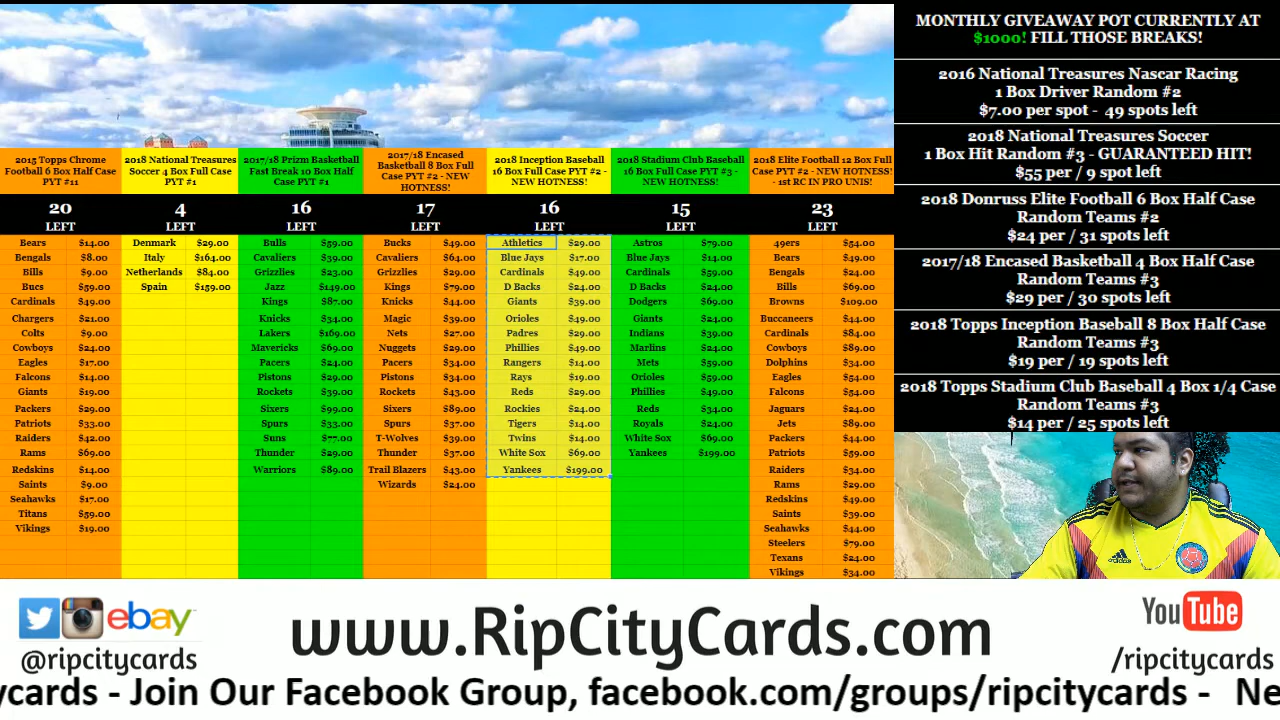 2015 Topps Chrome
Football 6 Box Half Case
PYT #11
20
LEFT
Bears $14.00
Bengals $8.00
Bills $9.00
Bucs $59.00
Cardinals $49.00
Chargers $21.00
Colts $9.00
Cowboys $24.00
Eagles $17.00
Falcons $14.00
Giants $19.00
Packers $29.00
Patriots $33.00
Raiders $42.00
Rams $69.00
Redskins $14.00
Saints $9.00
Seahawks $17.00
Titans $59.00
Vikings $19.00
2018 National Treasures
Soccer 4 Box Full Case
PYT #1
4
LEFT
Denmark $29.00
Italy $164.00
Netherlands $84.00
Spain $159.00
2017/18 Prizm Basketball
Fast Break 10 Box Half
Case PYT #1
16
LEFT
Bulls $59.00
Cavaliers $39.00
Grizzlies $23.00
Jazz $149.00
Kings $87.00
Knicks $34.00
Lakers $169.00
Mavericks $69.00
Pacers $24.00
Pistons $29.00
Rockets $39.00
Sixers $99.00
Spurs $33.00
Suns $77.00
Thunder $29.00
Warriors $89.00
2017/18 Encased
Basketball 8 Box Full
Case PYT #2 - NEW
HOTNESS!
17
LEFT
Bucks $49.00
Cavaliers $64.00
Grizzlies $29.00
Kings $79.00
Knicks $44.00
Magic $39.00
Nets $27.00
Nuggets $29.00
Pacers $34.00
Pistons $34.00
Rockets $43.00
Sixers $89.00
Spurs $37.00
T-Wolves $39.00
Thunder $37.00
Trail Blazers $43.00
Wizards $24.00
2018 Inception Baseball
16 Box Full Case PYT #2 -
NEW HOTNESS!
16
LEFT
Athletics $29.00
Blue Jays $17.00
Cardinals $49.00
D Backs $24.00
Giants $39.00
Orioles $49.00
Padres $29.00
Phillies $49.00
Rangers $14.00
Rays $19.00
Reds $29.00
Rockies $24.00
Tigers $14.00
Twins $14.00
White Sox $69.00
Yankees $199.00
2018 Stadium Club Baseball
16 Box Full Case PYT #3 -
NEW HOTNESS!
15
LEFT
Astros $79.00
Blue Jays $14.00
Cardinals $59.00
D Backs $24.00
Dodgers $69.00
Giants $24.00
Indians $39.00
Marlins $24.00
Mets $59.00
Orioles $59.00
Phillies $49.00
Reds $34.00
Royals $24.00
White Sox $69.00
Yankees $199.00
2018 Elite Football 12 Box Full
Case PYT #2 - NEW HOTNESS!
- 1st RC IN PRO UNIS!
23
LEFT
49ers $54.00
Bears $49.00
Bengals $24.00
Bills $69.00
Browns $109.00
Buccaneers $44.00
Cardinals $84.00
Cowboys $89.00
Dolphins $34.00
Eagles $54.00
Falcons $54.00
Jaguars $24.00
Jets $89.00
Packers $44.00
Patriots $59.00
Raiders $34.00
Rams $29.00
Redskins $49.00
Saints $39.00
Seahawks $44.00
Steelers $79.00
Texans $24.00
Vikings $34.00
MONTHLY GIVEAWAY POT CURRENTLY AT
$1000! FILL THOSE BREAKS!
2016 National Treasures Nascar Racing
1 Box Driver Random #2
$7.00 per spot - 49 spots left
2018 National Treasures Soccer
1 Box Hit Random #3 - GUARANTEED HIT!
$55 per / 9 spot left
2018 Donruss Elite Football 6 Box Half Case
Random Teams #2
$24 per / 31 spots left
2017/18 Encased Basketball 4 Box Half Case
Random Teams #3
$29 per / 30 spots left
2018 Topps Inception Baseball 8 Box Half Case
Random Teams #3
$19 per / 19 spots left
2018 Topps Stadium Club Baseball 4 Box 1/4 Case
Random Teams #3
$14 per / 25 spots left
adidas
ebay
@ripcitycards
www.RipCityCards.com
YouTube
/ripcitycards
ycards - Join Our Facebook Group, facebook.com/groups/ripcitycards - Ne